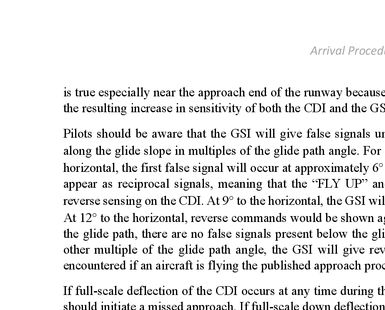 Arrival Proced
is true especially near the approach end of the runway because
the resulting increase in sensitivity of both the CDI and the GS
Pilots should be aware that the GSI will give false signals
along the glide slope in multiples of the glide path angle. For
horizontal, the first false signal will occur at approximately 6°
appear as reciprocal signals, meaning that the “FLY UP” an
reverse sensing on the CDI. At 9° to the horizontal, the GSI wil
At 12° to the horizontal, reverse commands would be shown ag
the glide path, there are no false signals present below the gli
other multiple of the glide path angle, the GSI will give rev
encountered if an aircraft is flying the published approach proc
If full-scale deflection of the CDI occurs at any time during th
should initiate a missed approach. If full-scale down deflection